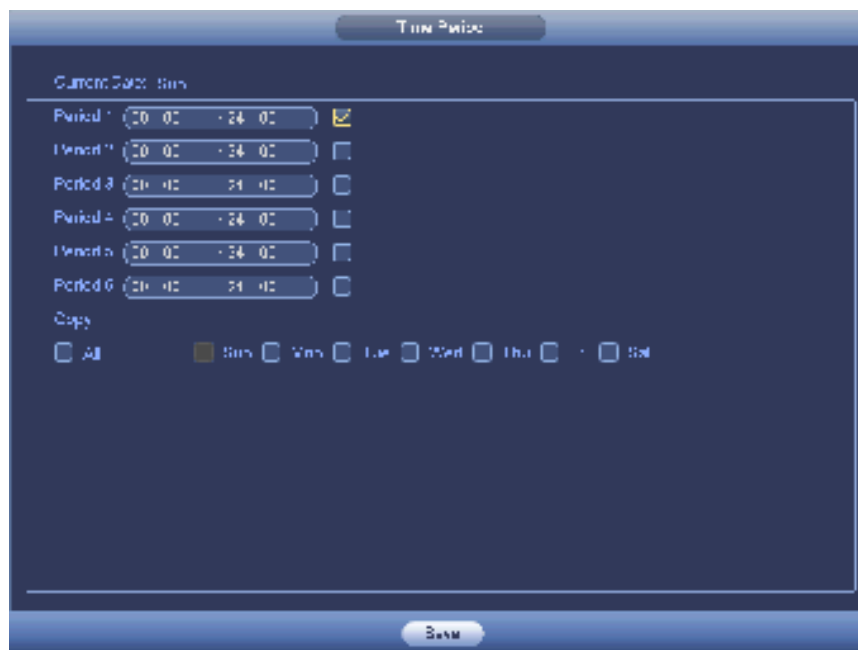 Time Period
Current Date: Sun
Period 1 00 : 00 - 24 : 00
Period 2 00 : 00 - 24 : 00
Period 3 00 : 00 - 24 : 00
Period 4 00 : 00 - 24 : 00
Period 5 00 : 00 - 24 : 00
Period 6 00 : 00 - 24 : 00
Copy
All Sun Mon Tue Wed Thu Sat
Save